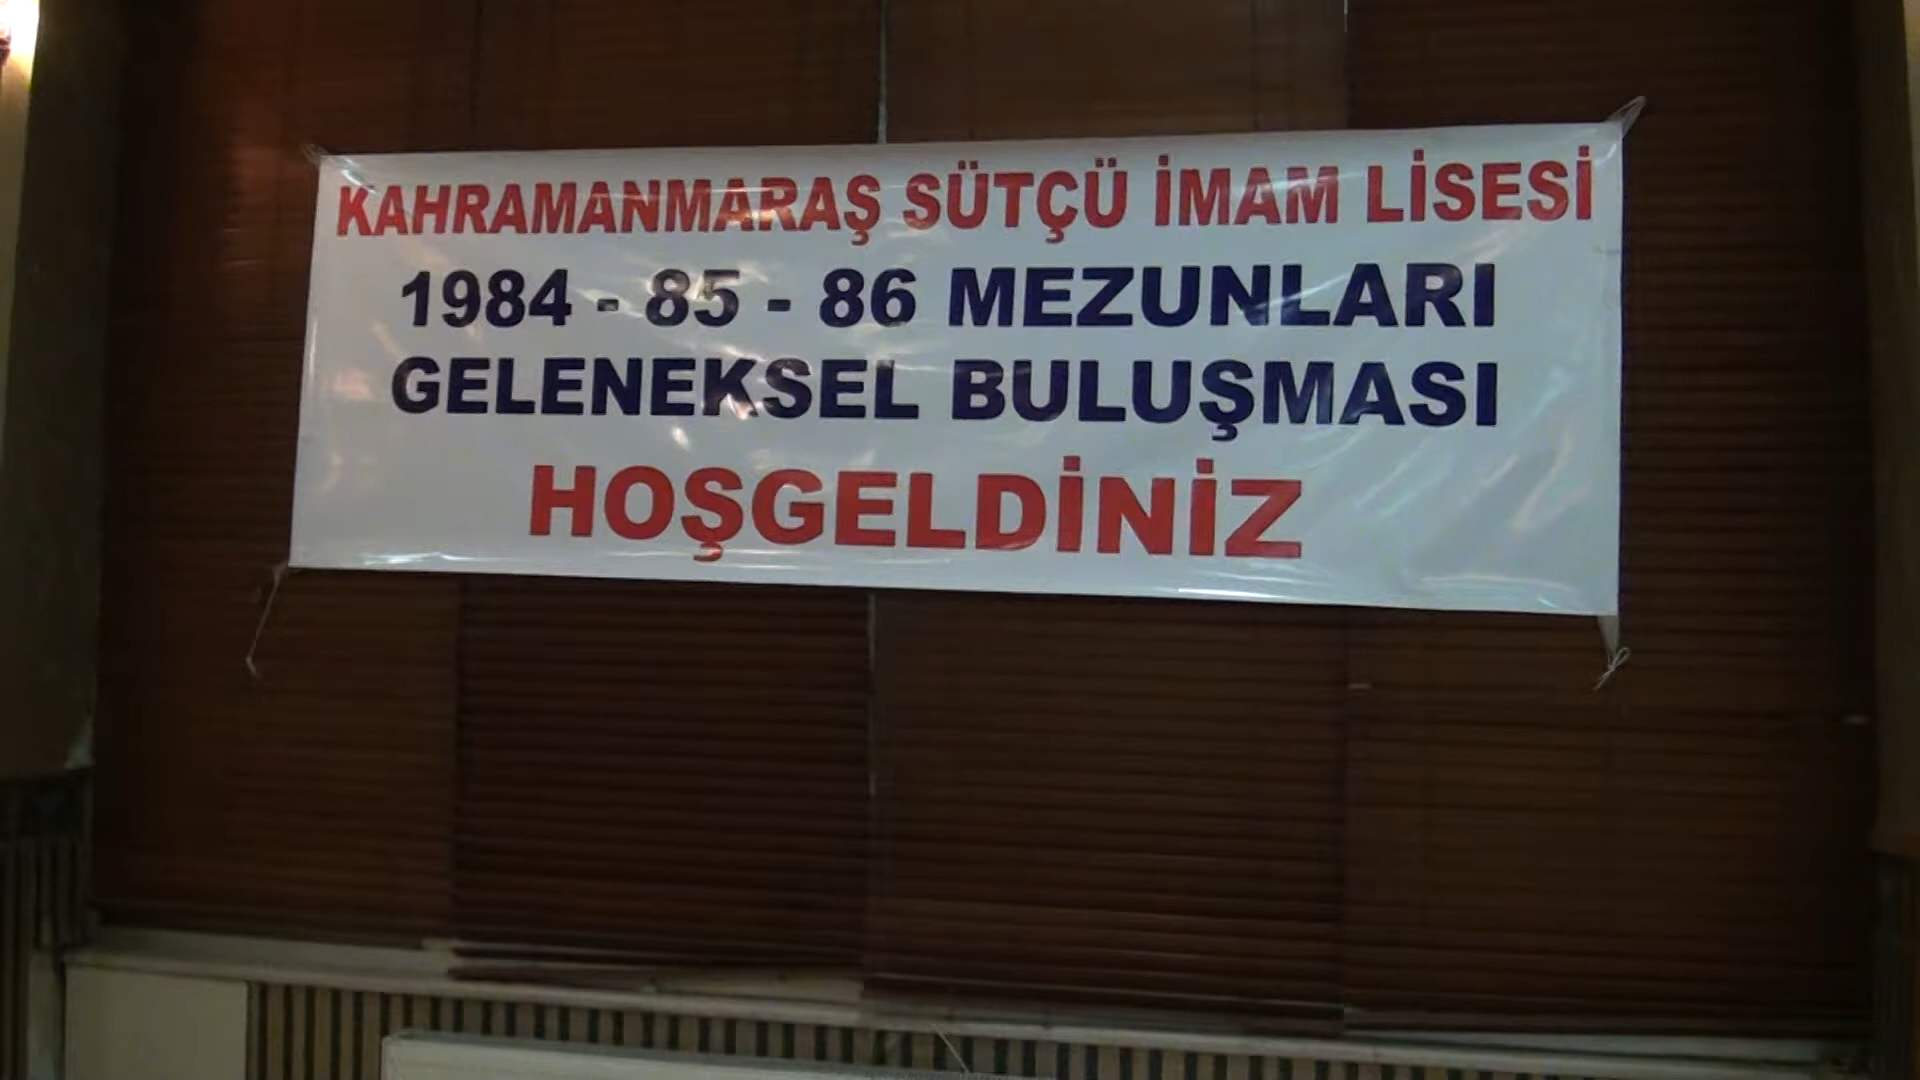 KAHRAMANMARAŞ SÜTÇÜ İMAM LİSESİ
1984 - 85 - 86 MEZUNLARI
GELENEKSEL BULUŞMASI
HOŞGELDİNİZ